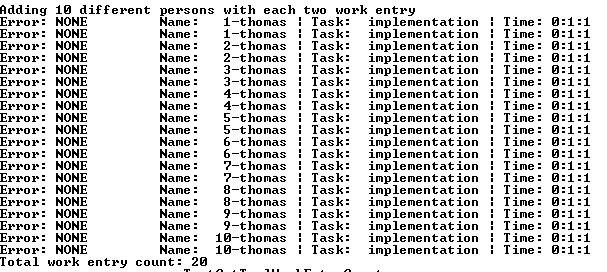 Adding 10 different persons with each two work entry
Error: NONE Name: 1-thomas | Task: implementation | Time: 0:1:1
Error: NONE Name: 1-thomas | Task: implementation | Time: 0:1:1
Error: NONE Name: 2-thomas | Task: implementation | Time: 0:1:1
Error: NONE Name: 2-thomas | Task: implementation | Time: 0:1:1
Error: NONE Name: 3-thomas | Task: implementation | Time: 0:1:1
Error: NONE Name: 3-thomas | Task: implementation | Time: 0:1:1
Error: NONE Name: 4-thomas | Task: implementation | Time: 0:1:1
Error: NONE Name: 4-thomas | Task: implementation | Time: 0:1:1
Error: NONE Name: 5-thomas | Task: implementation | Time: 0:1:1
Error: NONE Name: 5-thomas | Task: implementation | Time: 0:1:1
Error: NONE Name: 6-thomas | Task: implementation | Time: 0:1:1
Error: NONE Name: 6-thomas | Task: implementation | Time: 0:1:1
Error: NONE Name: 7-thomas | Task: implementation | Time: 0:1:1
Error: NONE Name: 7-thomas | Task: implementation | Time: 0:1:1
Error: NONE Name: 8-thomas | Task: implementation | Time: 0:1:1
Error: NONE Name: 8-thomas | Task: implementation | Time: 0:1:1
Error: NONE Name: 9-thomas | Task: implementation | Time: 0:1:1
Error: NONE Name: 9-thomas | Task: implementation | Time: 0:1:1
Error: NONE Name: 10-thomas | Task: implementation | Time: 0:1:1
Error: NONE Name: 10-thomas | Task: implementation | Time: 0:1:1
Total work entry count: 20